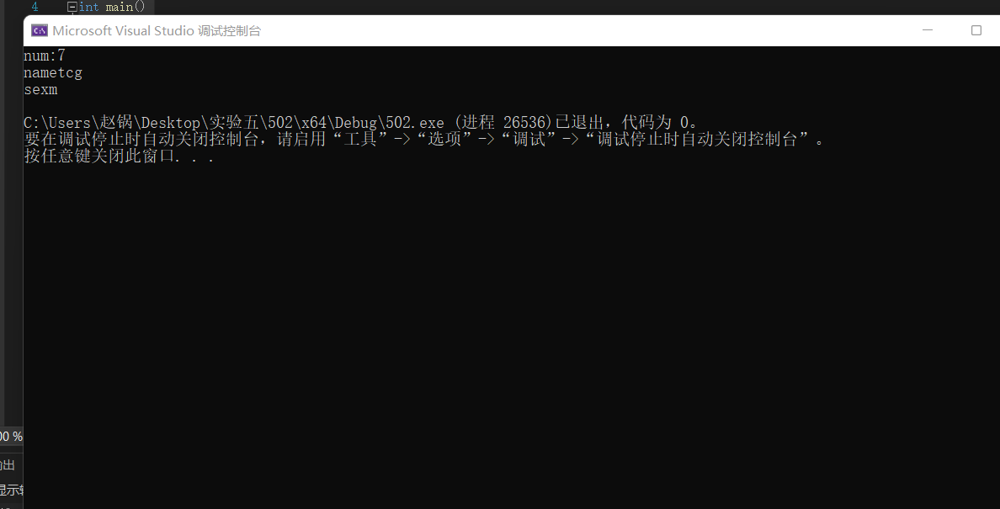 4 int main()
Microsoft Visual Studio 调试控制台
num:7
nametcg
sexm
C:\Users\赵锅\Desktop\实验五\502\x64\Debug\502.exe (进程 26536)已退出，代码为 0。
要在调试停止时自动关闭控制台，请启用“工具”->“选项”->“调试”->“调试停止时自动关闭控制台”。
按任意键关闭此窗口. . .
00 %
出
显示